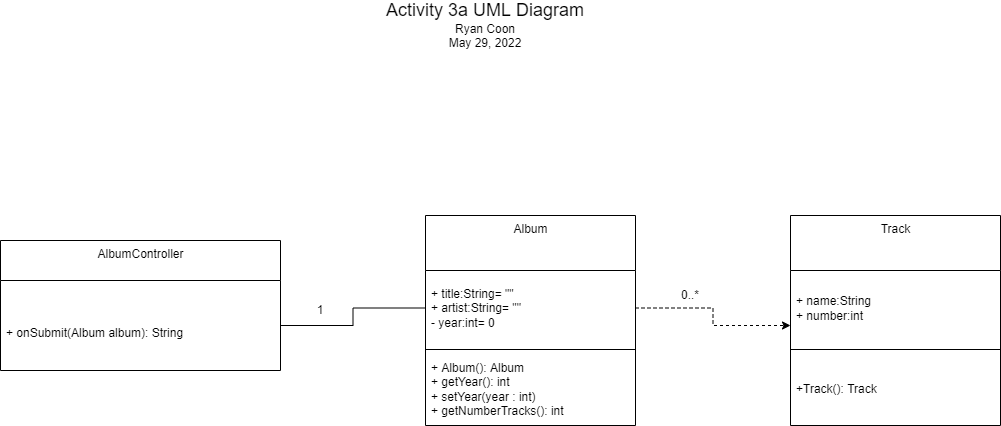 Activity 3a UML Diagram
Ryan Coon
May 29, 2022
AlbumController
+ onSubmit(Album album): String
1
Album
+ title:String= ""
+ artist:String= ""
- year:int= 0
+ Album(): Album
+ getYear(): int
+ setYear(year : int)
+ getNumberTracks(): int
0..*
Track
+ name:String
+ number:int
+Track(): Track